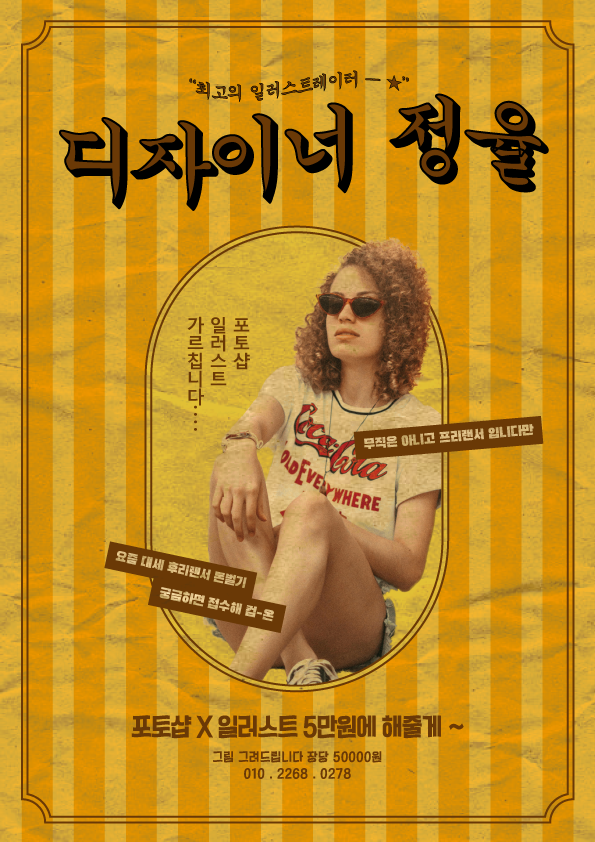 "최고의 일러스트레이터 — ★"
디자이너 정율
포토샵
일러스트
가르칩니다....
Coca-Cola
SOLD EVERYWHERE
무직은 아니고 프리랜서 입니다만
요즘 대세 후리랜서 돈벌기
궁금하면 접수해 컴-온
포토샵 X 일러스트 5만원에 해줄게 ~
그림 그려드립니다 장당 50000원
010 . 2268 . 0278